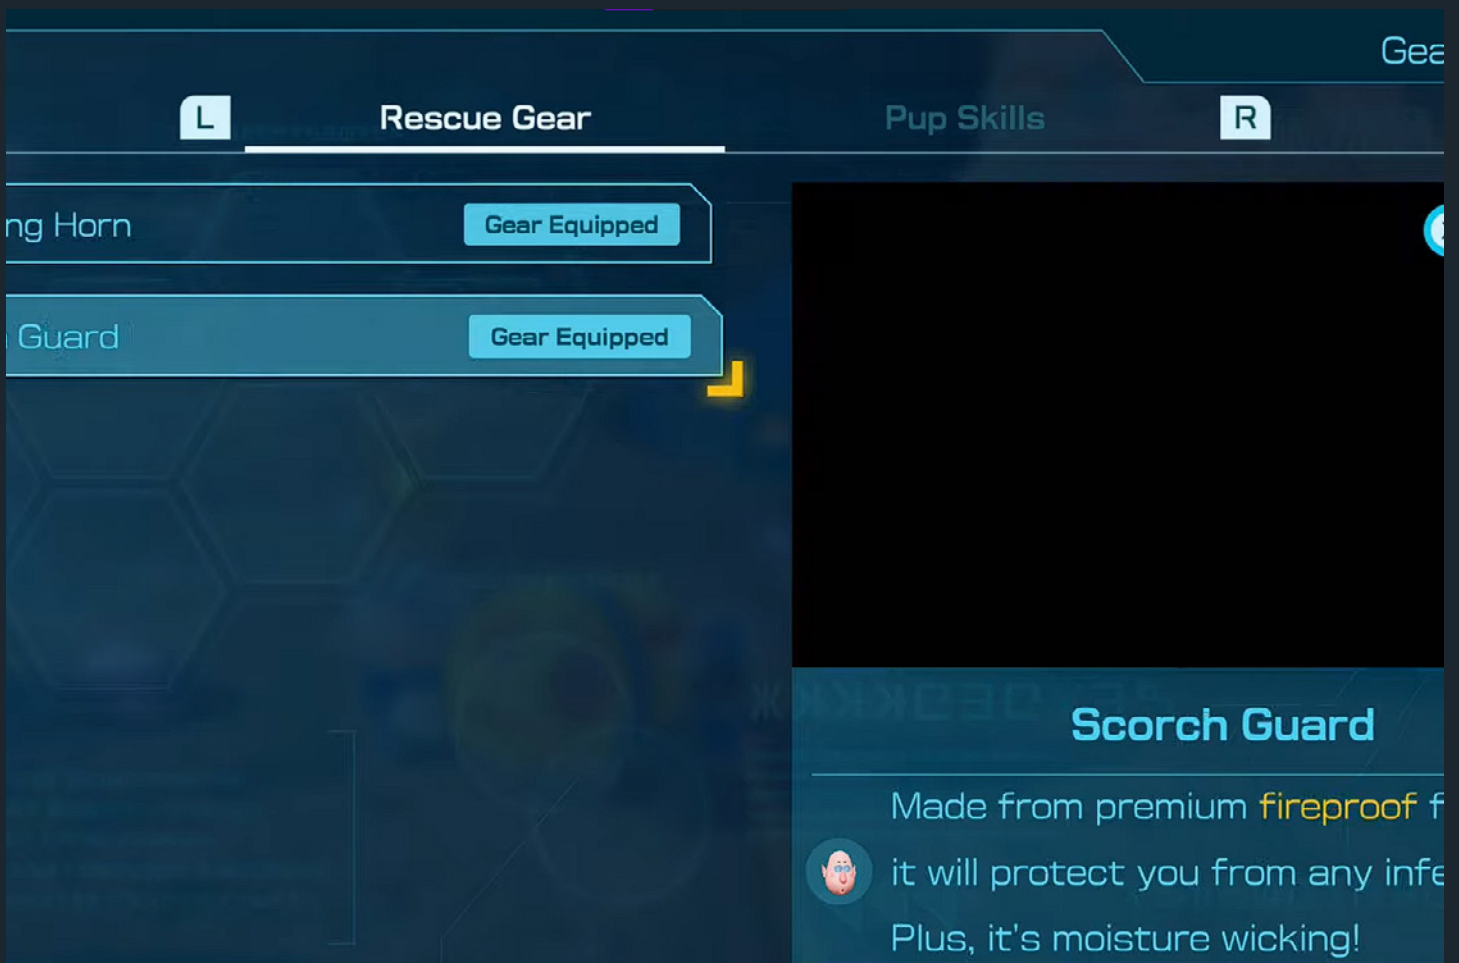 Gea
L
Rescue Gear
Pup Skills
R
ng Horn
Gear Equipped
Guard
Gear Equipped
Scorch Guard
Made from premium fireproof f
it will protect you from any infe
Plus, it's moisture wicking!